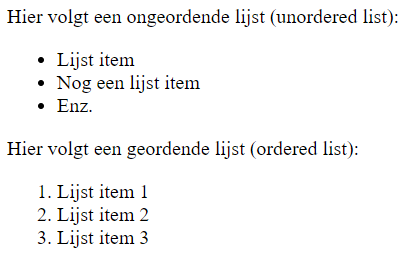 Hier volgt een ongeordende lijst (unordered list):
• Lijst item
• Nog een lijst item
• Enz.
Hier volgt een geordende lijst (ordered list):
1. Lijst item 1
2. Lijst item 2
3. Lijst item 3